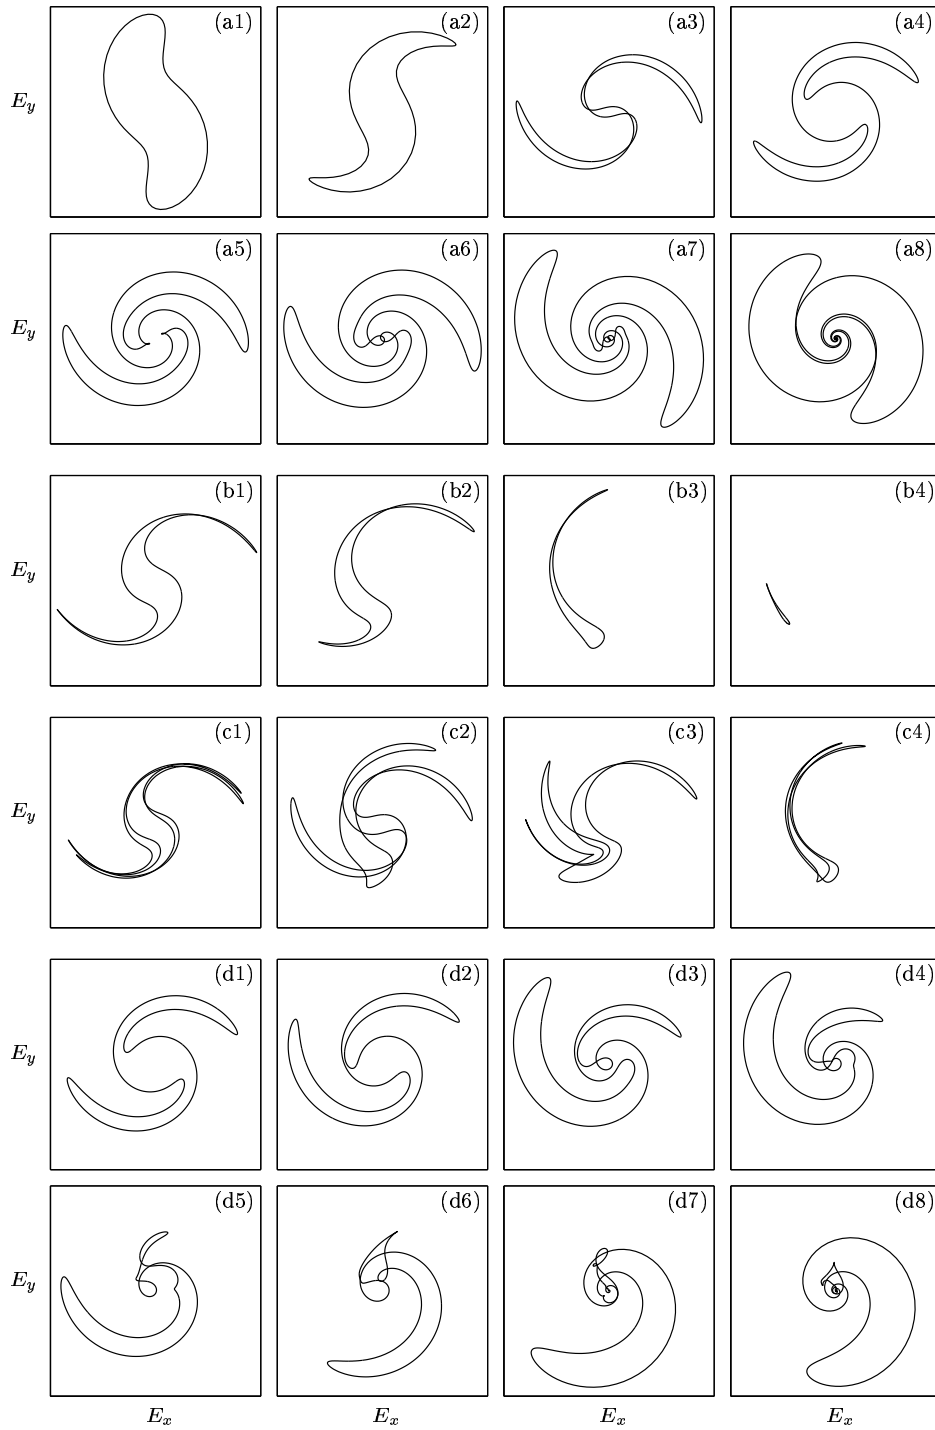 (a1) (a2) (a3) (a4)
E_y
(a5) (a6) (a7) (a8)
E_y
(b1) (b2) (b3) (b4)
E_y
(c1) (c2) (c3) (c4)
E_y
(d1) (d2) (d3) (d4)
E_y
(d5) (d6) (d7) (d8)
E_y
E_x E_x E_x E_x